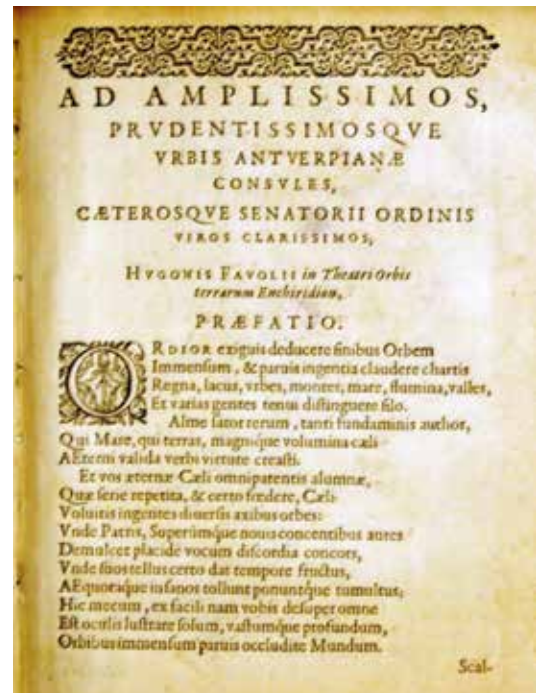 AD AMPLISSIMOS,
PRVDENTISSIMOSQVE
VRBIS ANTVERPIANÆ
CONSVLES,
CÆTEROSQVE SENATORII ORDINIS
VIROS CLARISSIMOS,
HVGONIS FAVOLII in Theatri Orbis
terrarum Enchiridion,
PRÆFATIO.
ORDIOR exiguis deducere finibus Orbem
Immensum, & paruis ingentia claudere chartis
Regna, lacus, vrbes, montes, mare, flumina, valles,
Et varias gentes tenui distinguere filo.
Alme sator rerum, tanti fundaminis author,
Qui Mare, qui terras, magnique volumina cæli
AEterni valida verbi virtute creasti.
Et vos æternæ Cæli omnipatentis alumnæ,
Quæ serie repetita, & certo fœdere, Cæli
Voluitis ingentes diuersis axibus orbes:
Vnde Patris, Superûmque nouis concentibus aures
Demulcet placidè vocum discordia concors,
Vnde suos tellus certo dat tempore fructus,
AEquoraque insanos tollunt ponuntque tumultus;
Hic mecum, ex facili nam vobis desuper omne
Est oculis lustrare solum, vastumque profundum,
Orbibus immensum paruis occludite Mundum.
Scal-